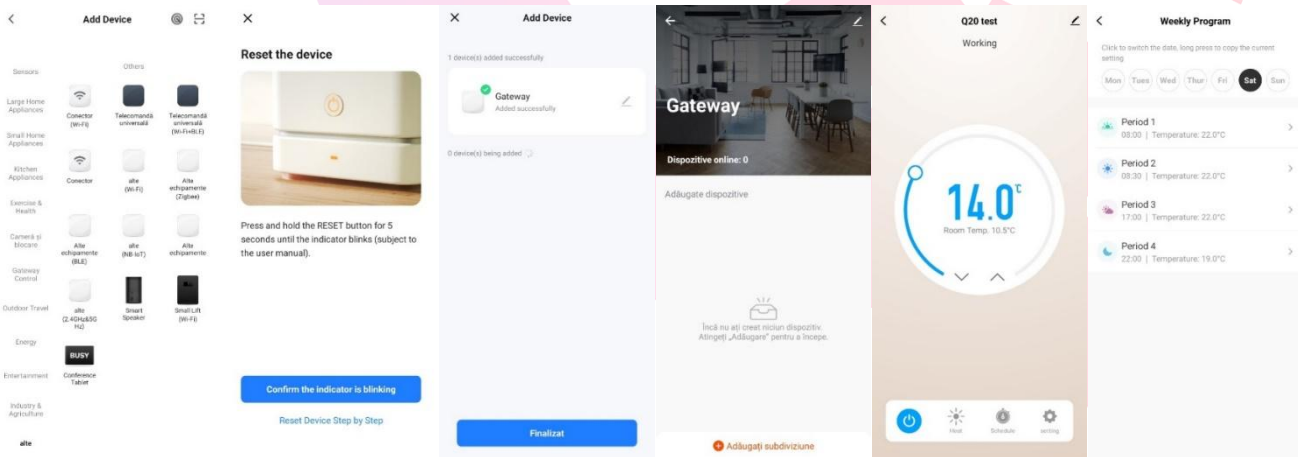 Add Device
Sensors
Large Home
Appliances
Small Home
Appliances
Kitchen
Appliances
Exercise &
Health
Cameră și
blocare
Gateway
Control
Outdoor Travel
Energy
Entertainment
Industry &
Agriculture
alte
Others
Conector
(Wi-Fi)
Telecomandă
universală
Telecomandă
universală
(Wi-Fi+BLE)
Conector
alte
(Wi-Fi)
Alte
echipamente
(Zigbee)
Alte
echipamente
(BLE)
alte
(NB-IoT)
Alte
echipamente
alte
(2.4GHz&5G
Hz)
Smart
Speaker
Small Lift
(Wi-Fi)
BUSY
Conference
Tablet
Reset the device
Press and hold the RESET button for 5
seconds until the indicator blinks (subject to
the user manual).
Confirm the indicator is blinking
Reset Device Step by Step
Add Device
1 device(s) added successfully
Gateway
Added successfully
0 device(s) being added
Finalizat
Gateway
Dispozitive online: 0
Adăugate dispozitive
Încă nu ați creat niciun dispozitiv.
Atingeți „Adăugare” pentru a începe.
Adăugați subdiviziune
Q20 test
Working
14.0℃
Room Temp. 10.5°C
Heat
Schedule
setting
Weekly Program
Click to switch the date, long press to copy the current
setting
Mon Tues Wed Thur Fri Sat Sun
Period 1
08:00 | Temperature: 22.0°C
Period 2
08:30 | Temperature: 22.0°C
Period 3
17:00 | Temperature: 22.0°C
Period 4
22:00 | Temperature: 19.0°C